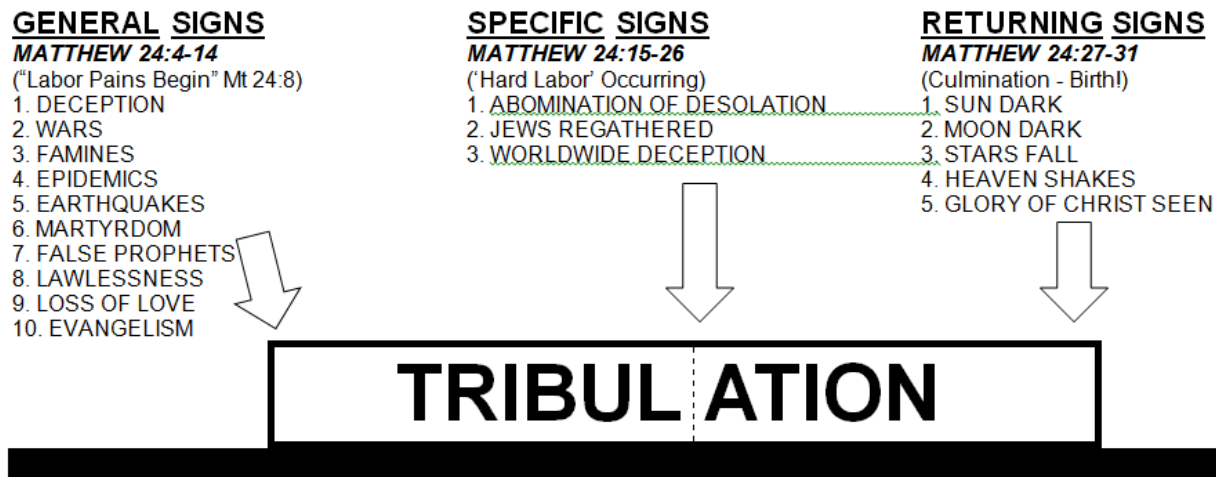 GENERAL SIGNS
MATTHEW 24:4-14
("Labor Pains Begin" Mt 24:8)
1. DECEPTION
2. WARS
3. FAMINES
4. EPIDEMICS
5. EARTHQUAKES
6. MARTYRDOM
7. FALSE PROPHETS
8. LAWLESSNESS
9. LOSS OF LOVE
10. EVANGELISM
SPECIFIC SIGNS
MATTHEW 24:15-26
('Hard Labor' Occurring)
1. ABOMINATION OF DESOLATION
2. JEWS REGATHERED
3. WORLDWIDE DECEPTION
RETURNING SIGNS
MATTHEW 24:27-31
(Culmination - Birth!)
1. SUN DARK
2. MOON DARK
3. STARS FALL
4. HEAVEN SHAKES
5. GLORY OF CHRIST SEEN
TRIBULATION